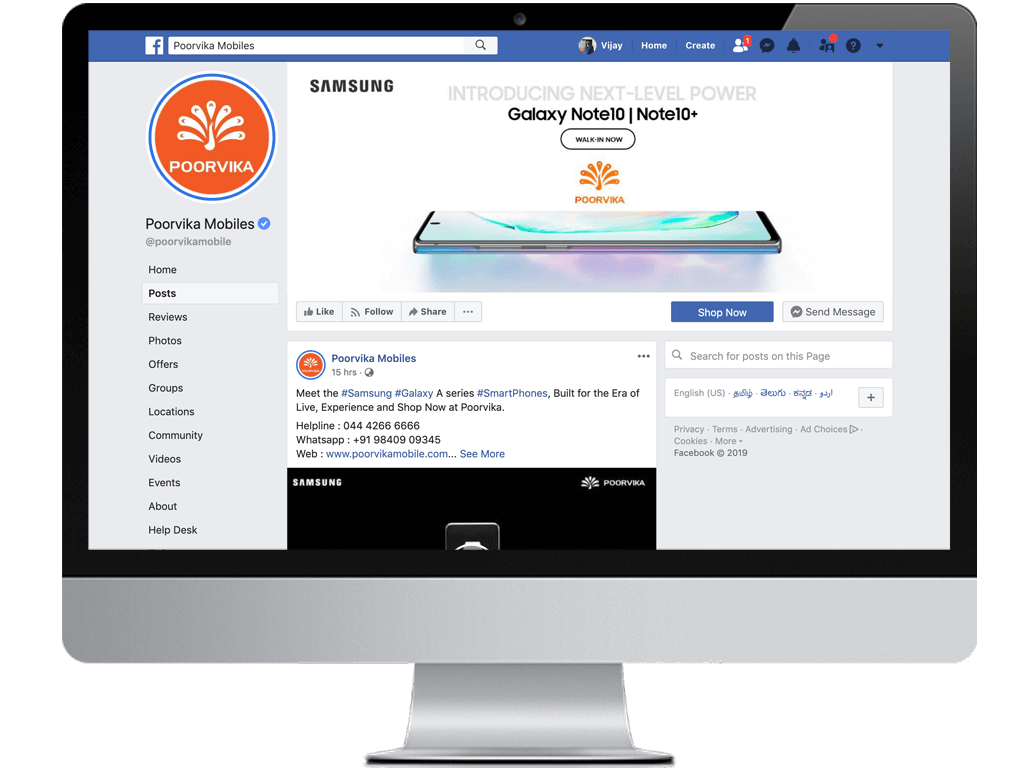 Poorvika Mobiles
Vijay
Home
Create
1
?
POORVIKA
Poorvika Mobiles
@poorvikamobile
Home
Posts
Reviews
Photos
Offers
Groups
Locations
Community
Videos
Events
About
Help Desk
SAMSUNG
INTRODUCING NEXT-LEVEL POWER
Galaxy Note10 | Note10+
WALK-IN NOW
POORVIKA
Like
Follow
Share
Shop Now
Send Message
Poorvika Mobiles
15 hrs ·
Meet the #Samsung #Galaxy A series #SmartPhones, Built for the Era of
Live, Experience and Shop Now at Poorvika.
Helpline : 044 4266 6666
Whatsapp : +91 98409 09345
Web : www.poorvikamobile.com... See More
SAMSUNG
POORVIKA
Search for posts on this Page
English (US) · தமிழ் · తెలుగు · ಕನ್ನಡ · اردو
Privacy · Terms · Advertising · Ad Choices ·
Cookies · More
Facebook © 2019